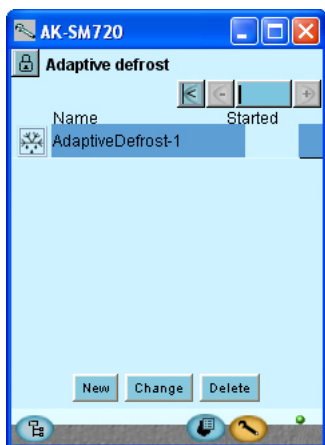 AK-SM720
Adaptive defrost
Name Started
AdaptiveDefrost-1
New Change Delete